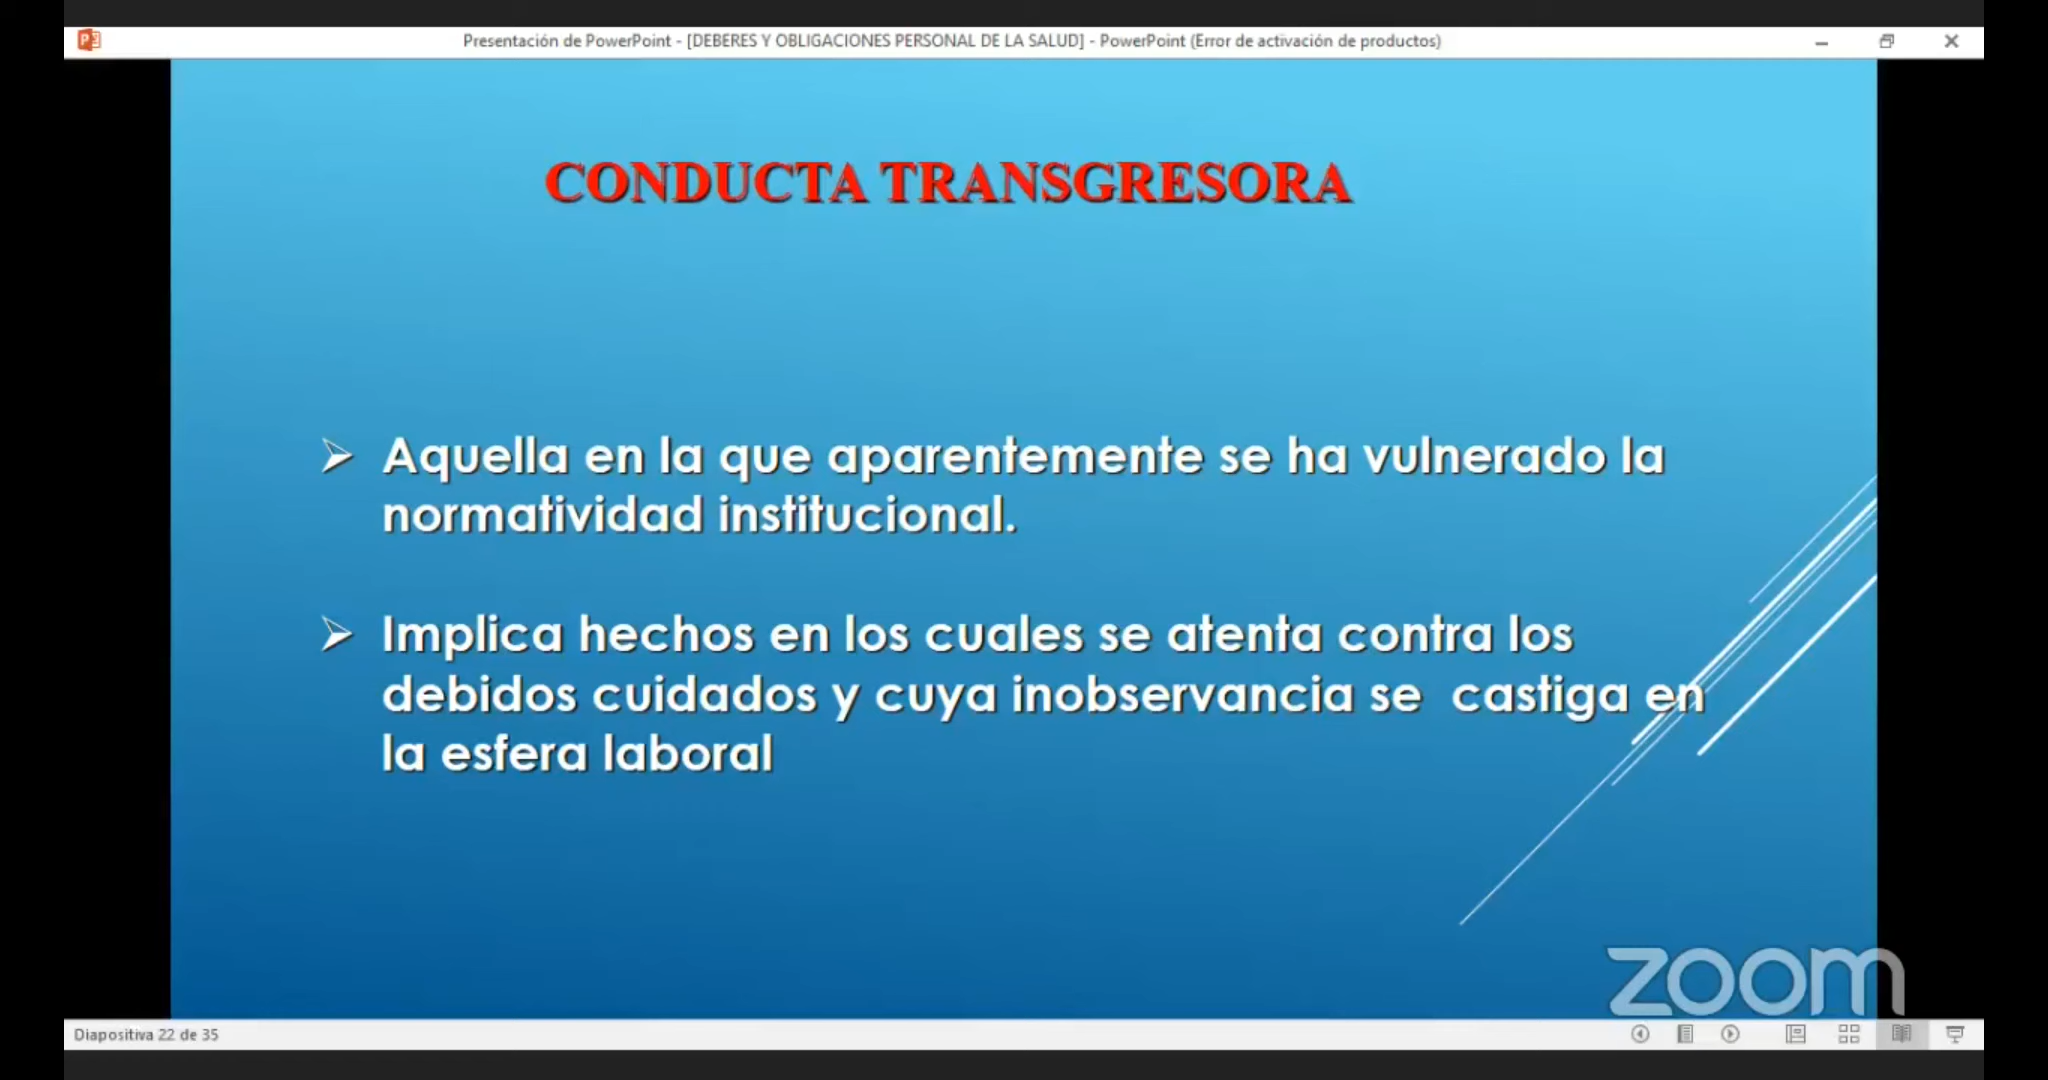 Presentación de PowerPoint - [DEBERES Y OBLIGACIONES PERSONAL DE LA SALUD] - PowerPoint (Error de activación de productos)
CONDUCTA TRANSGRESORA
➢ Aquella en la que aparentemente se ha vulnerado la
normatividad institucional.
➢ Implica hechos en los cuales se atenta contra los
debidos cuidados y cuya inobservancia se castiga en
la esfera laboral
zoom
Diapositiva 22 de 35